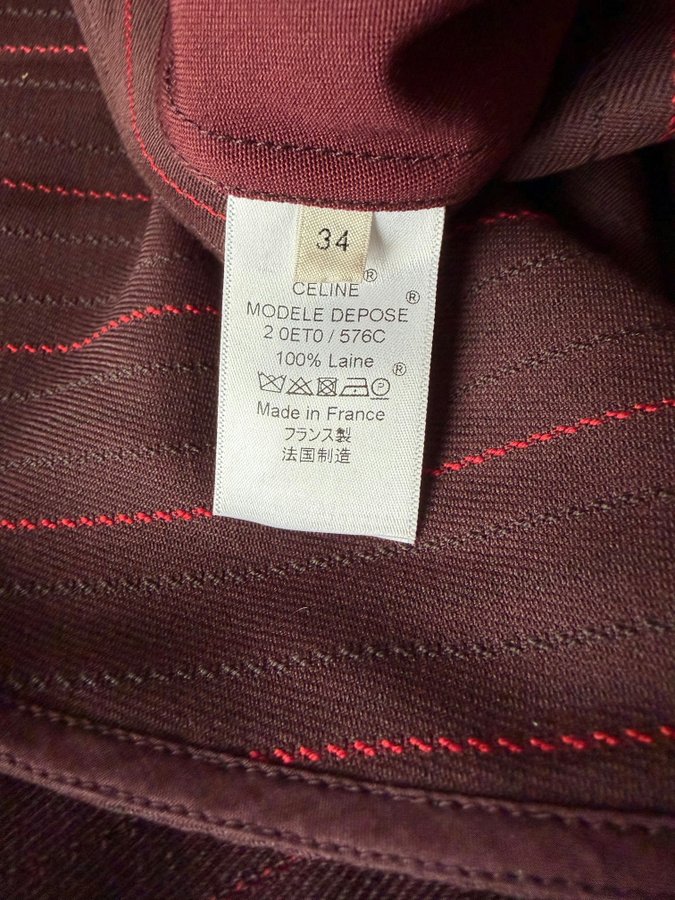 34
CELINE®
MODELE DEPOSE®
2 0ET0 / 576C
100% Laine
®
P
Made in France
フランス製
法国制造